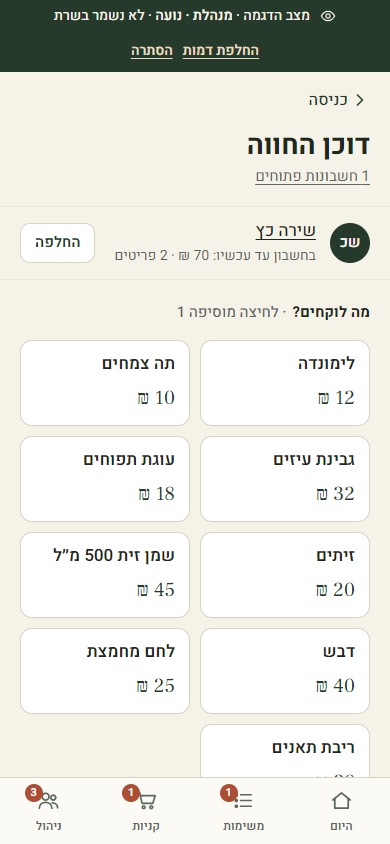 מצב הדגמה · מנהלת · נועה · לא נשמר בשרת
החלפת דמות הסתרה
כניסה
דוכן החווה
1 חשבונות פתוחים
שכ
שירה כץ
בחשבון עד עכשיו: 70 ₪ · 2 פריטים
החלפה
מה לוקחים? · לחיצה מוסיפה 1
לימונדה
12 ₪
תה צמחים
10 ₪
גבינת עיזים
32 ₪
עוגת תפוחים
18 ₪
זיתים
20 ₪
שמן זית 500 מ״ל
45 ₪
דבש
40 ₪
לחם מחמצת
25 ₪
ריבת תאנים
היום
1
משימות
1
קניות
3
ניהול